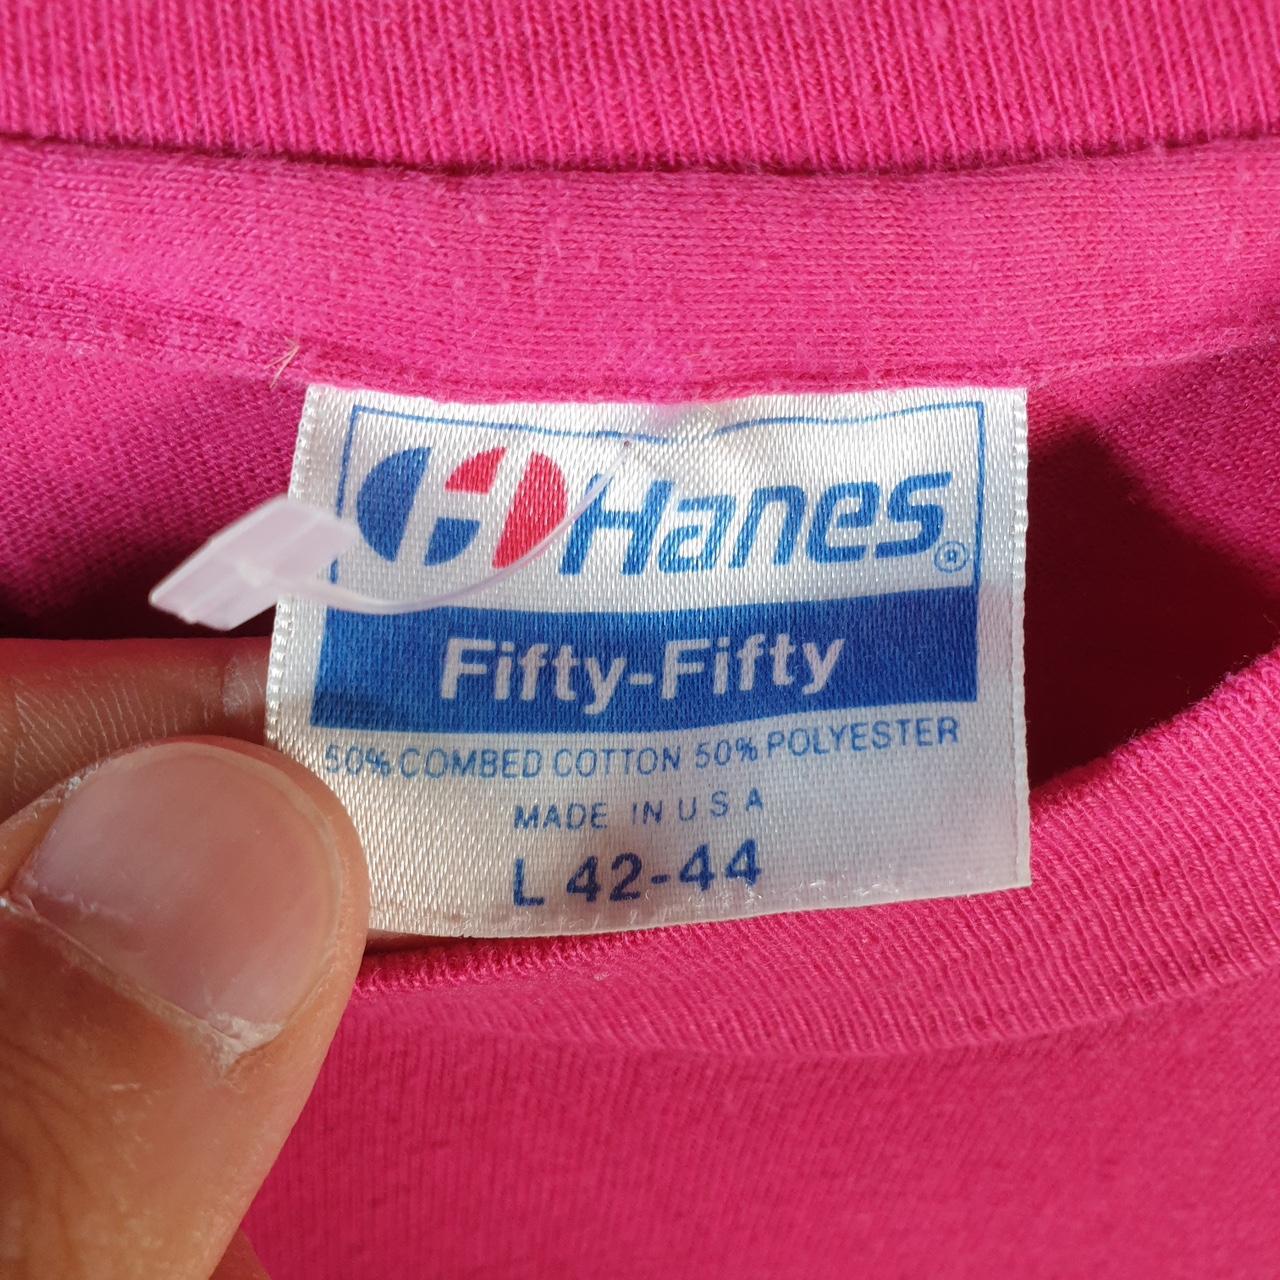 Hanes®
Fifty-Fifty
50% COMBED COTTON 50% POLYESTER
MADE IN U S A
L 42-44